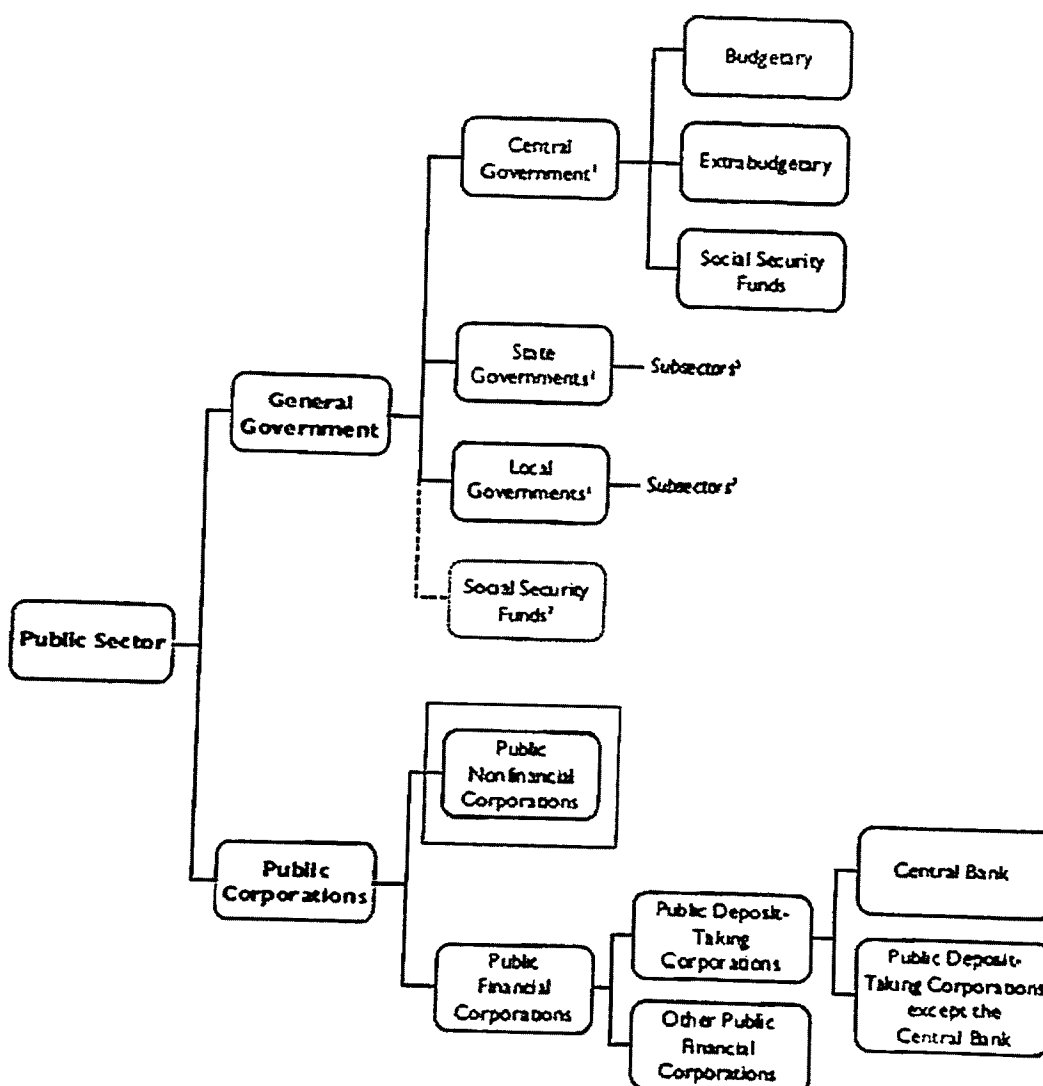 Budgetary
Central
Government¹
Extrabudgetary
Social Security
Funds
State
Governments¹
Subsectors³
General
Government
Local
Governments¹
Subsectors³
Social Security
Funds²
Public Sector
Public
Nonfinancial
Corporations
Public
Corporations
Central Bank
Public Deposit-
Taking
Corporations
Public
Financial
Corporations
Public Deposit-
Taking Corporations
except the
Central Bank
Other Public
Financial
Corporations